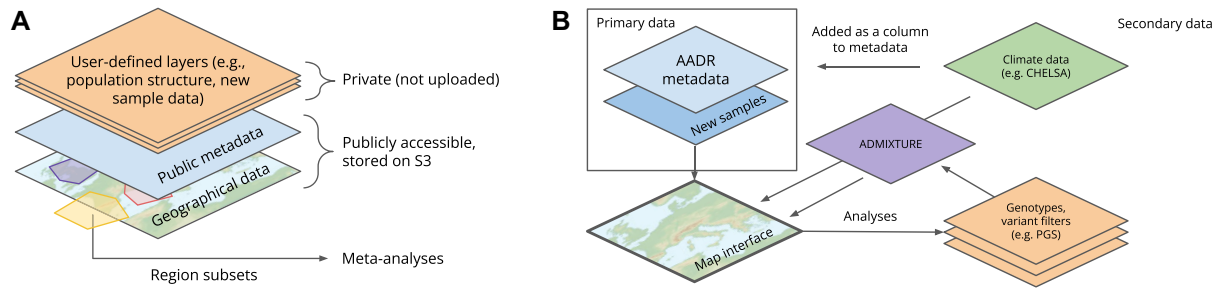 A
User-defined layers (e.g.,
population structure, new
sample data)
Private (not uploaded)
Public metadata
Publicly accessible,
stored on S3
Geographical data
Region subsets
Meta-analyses
B
Primary data
AADR
metadata
New samples
Added as a column
to metadata
Secondary data
Climate data
(e.g. CHELSA)
ADMIXTURE
Map interface
Analyses
Genotypes,
variant filters
(e.g. PGS)